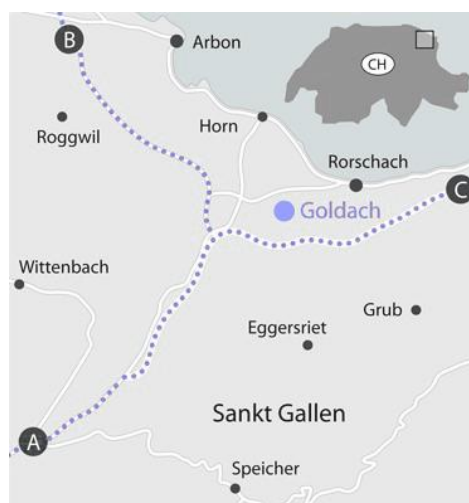 B
Arbon
CH
Roggwil
Horn
Rorschach
C
Goldach
Wittenbach
Grub
Eggersriet
Sankt Gallen
A
Speicher